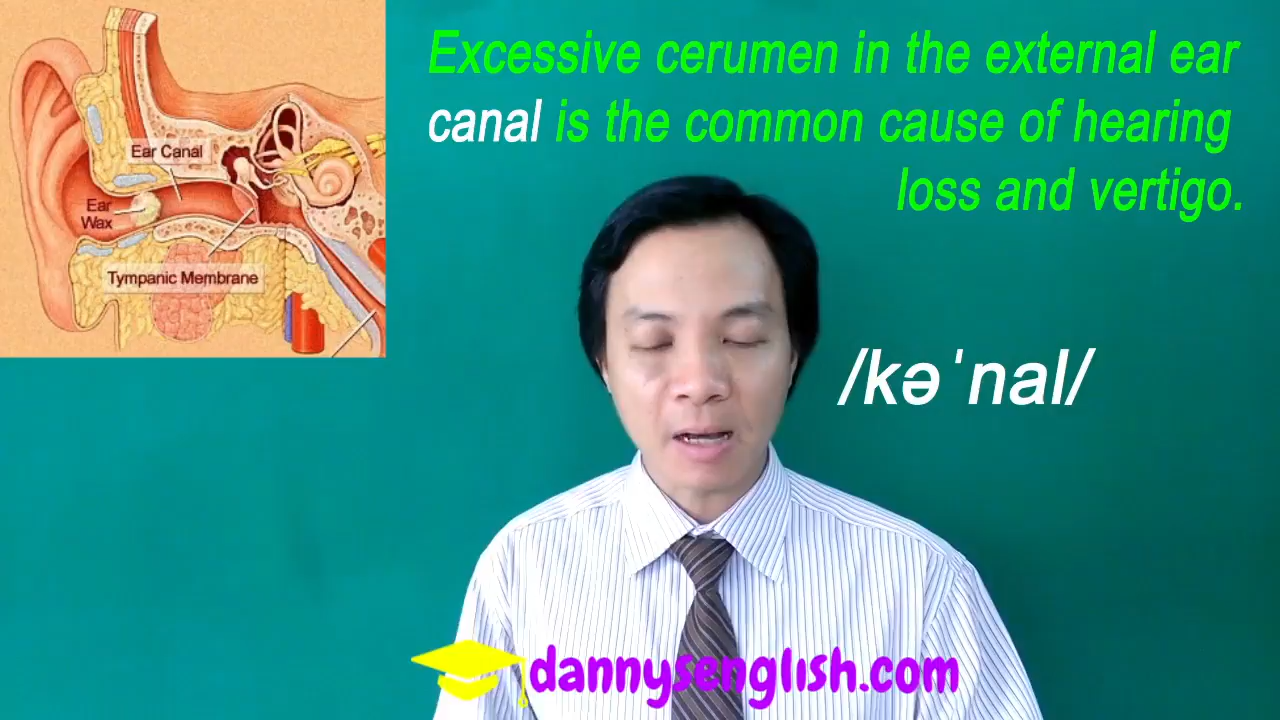 Excessive cerumen in the external ear
canal is the common cause of hearing
loss and vertigo.
Ear Canal
Ear
Wax
Tympanic Membrane
/kəˈnal/
dannysenglish.com